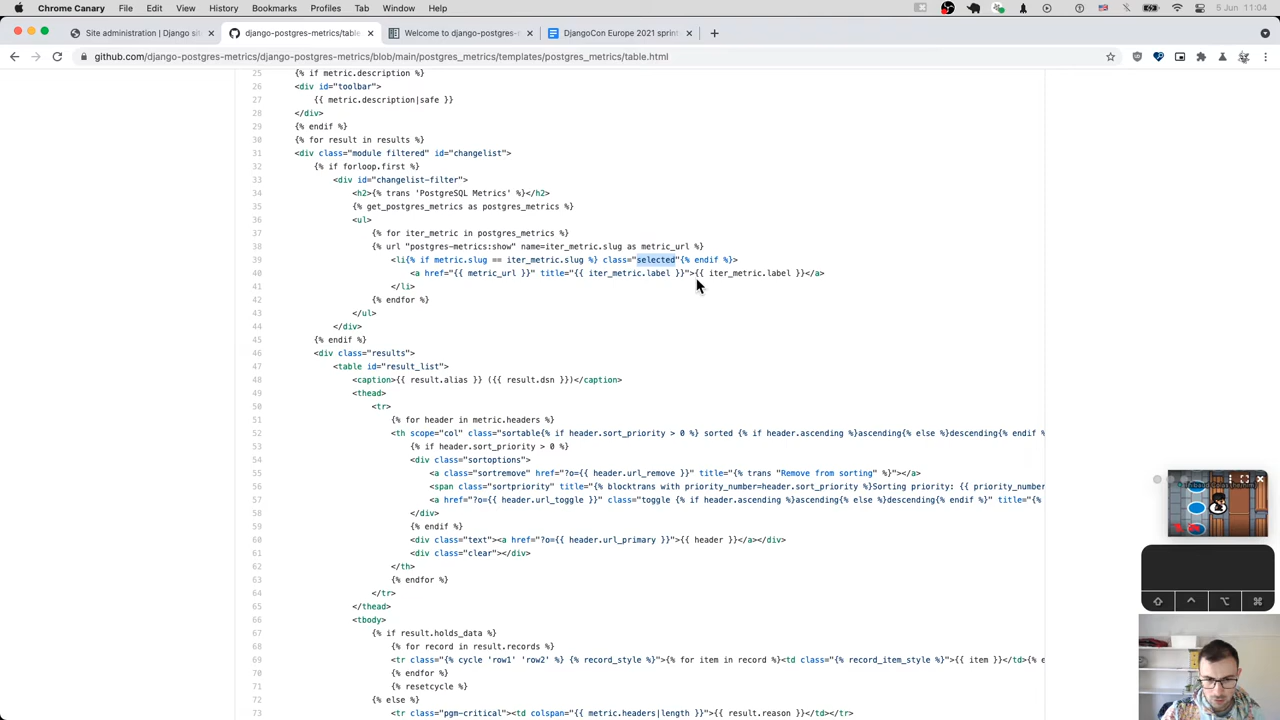 Chrome Canary File Edit View History Bookmarks Profiles Tab Window Help 5 Jun 11:04
Site administration | Django si
django-postgres-metrics/table
Welcome to django-postgres-
DjangoCon Europe 2021 sprint
github.com/django-postgres-metrics/django-postgres-metrics/blob/main/postgres_metrics/templates/postgres_metrics/table.html
25 {% if metric.description %}
26 <div id="toolbar">
27 {{ metric.description|safe }}
28 </div>
29 {% endif %}
30 {% for result in results %}
31 <div class="module filtered" id="changelist">
32 {% if forloop.first %}
33 <div id="changelist-filter">
34 <h2>{% trans 'PostgreSQL Metrics' %}</h2>
35 {% get_postgres_metrics as postgres_metrics %}
36 <ul>
37 {% for iter_metric in postgres_metrics %}
38 {% url "postgres-metrics:show" name=iter_metric.slug as metric_url %}
39 <li{% if metric.slug == iter_metric.slug %} class="selected"{% endif %}>
40 <a href="{{ metric_url }}" title="{{ iter_metric.label }}">{{ iter_metric.label }}</a>
41 </li>
42 {% endfor %}
43 </ul>
44 </div>
45 {% endif %}
46 <div class="results">
47 <table id="result_list">
48 <caption>{{ result.alias }} ({{ result.dsn }})</caption>
49 <thead>
50 <tr>
51 {% for header in metric.headers %}
52 <th scope="col" class="sortable{% if header.sort_priority > 0 %} sorted {% if header.ascending %}ascending{% else %}descending{% endif
53 {% if header.sort_priority > 0 %}
54 <div class="sortoptions">
55 <a class="sortremove" href="?o={{ header.url_remove }}" title="{% trans "Remove from sorting" %}"></a>
56 <span class="sortpriority" title="{% blocktrans with priority_number=header.sort_priority %}Sorting priority: {{ priority_number
57 <a href="?o={{ header.url_toggle }}" class="toggle {% if header.ascending %}ascending{% else %}descending{% endif %}" title="{%
58 </div>
59 {% endif %}
60 <div class="text"><a href="?o={{ header.url_primary }}">{{ header }}</a></div>
61 <div class="clear"></div>
62 </th>
63 {% endfor %}
64 </tr>
65 </thead>
66 <tbody>
67 {% if result.holds_data %}
68 {% for record in result.records %}
69 <tr class="{% cycle 'row1' 'row2' %} {% record_style %}">{% for item in record %}<td class="{% record_item_style %}">{{ item }}</td>{% e
70 {% endfor %}
71 {% resetcycle %}
72 {% else %}
73 <tr class="pgm-critical"><td colspan="{{ metric.headers|length }}">{{ result.reason }}</td></tr>